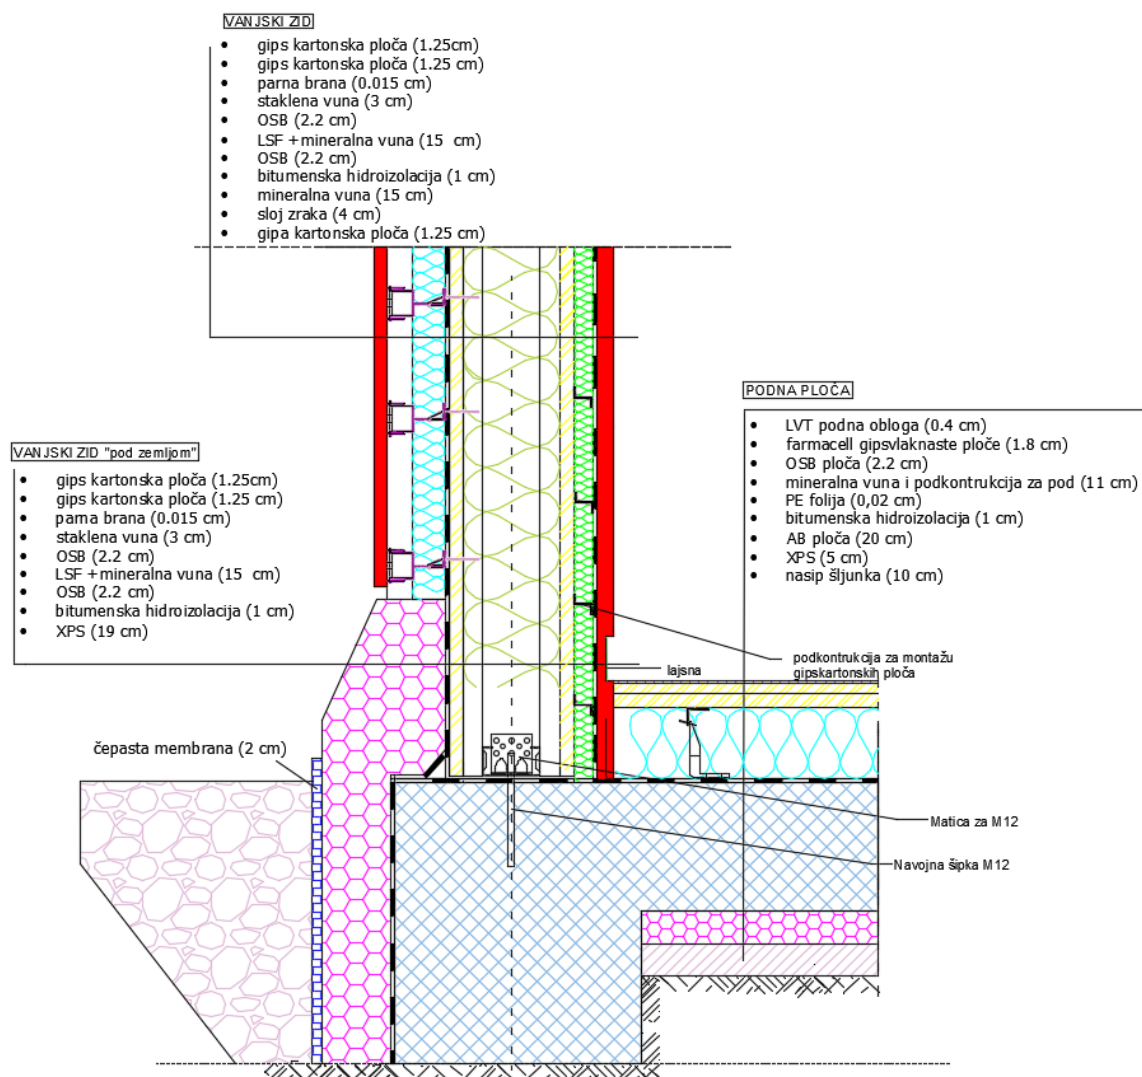 VANJSKI ZID
• gips kartonska ploča (1.25cm)
• gips kartonska ploča (1.25 cm)
• parna brana (0.015 cm)
• staklena vuna (3 cm)
• OSB (2.2 cm)
• LSF +mineralna vuna (15 cm)
• OSB (2.2 cm)
• bitumenska hidroizolacija (1 cm)
• mineralna vuna (15 cm)
• sloj zraka (4 cm)
• gipa kartonska ploča (1.25 cm)
VANJSKI ZID "pod zemljom"
• gips kartonska ploča (1.25cm)
• gips kartonska ploča (1.25 cm)
• parna brana (0.015 cm)
• staklena vuna (3 cm)
• OSB (2.2 cm)
• LSF +mineralna vuna (15 cm)
• OSB (2.2 cm)
• bitumenska hidroizolacija (1 cm)
• XPS (19 cm)
PODNA PLOČA
• LVT podna obloga (0.4 cm)
• farmacell gipsvlaknaste ploče (1.8 cm)
• OSB ploča (2.2 cm)
• mineralna vuna i podkontrukcija za pod (11 cm)
• PE folija (0,02 cm)
• bitumenska hidroizolacija (1 cm)
• AB ploča (20 cm)
• XPS (5 cm)
• nasip šljunka (10 cm)
lajsna
podkontrukcija za montažu
gipskartonskih ploča
čepasta membrana (2 cm)
Matica za M12
Navojna šipka M12